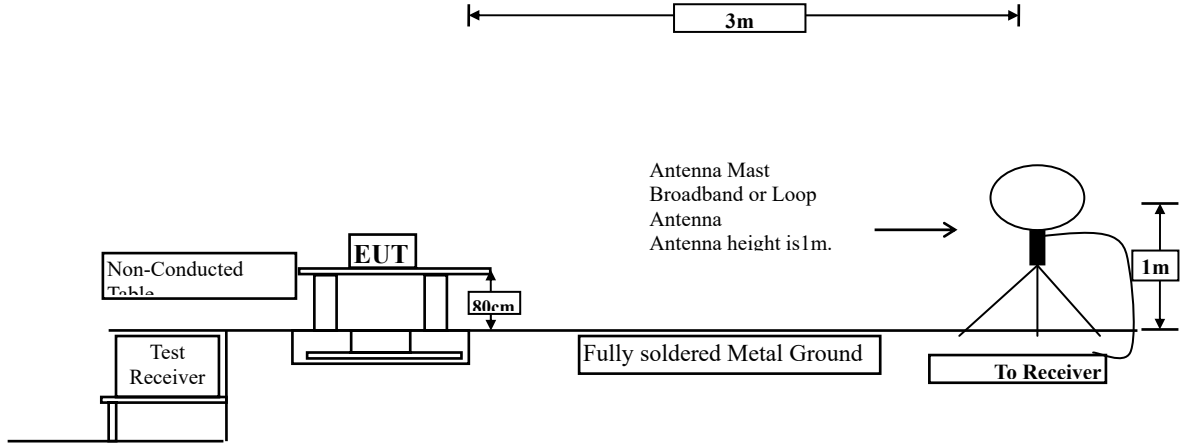 3m
Antenna Mast
Broadband or Loop
Antenna
Antenna height is1m.
EUT
Non-Conducted
Table
80cm
1m
Test
Receiver
Fully soldered Metal Ground
To Receiver